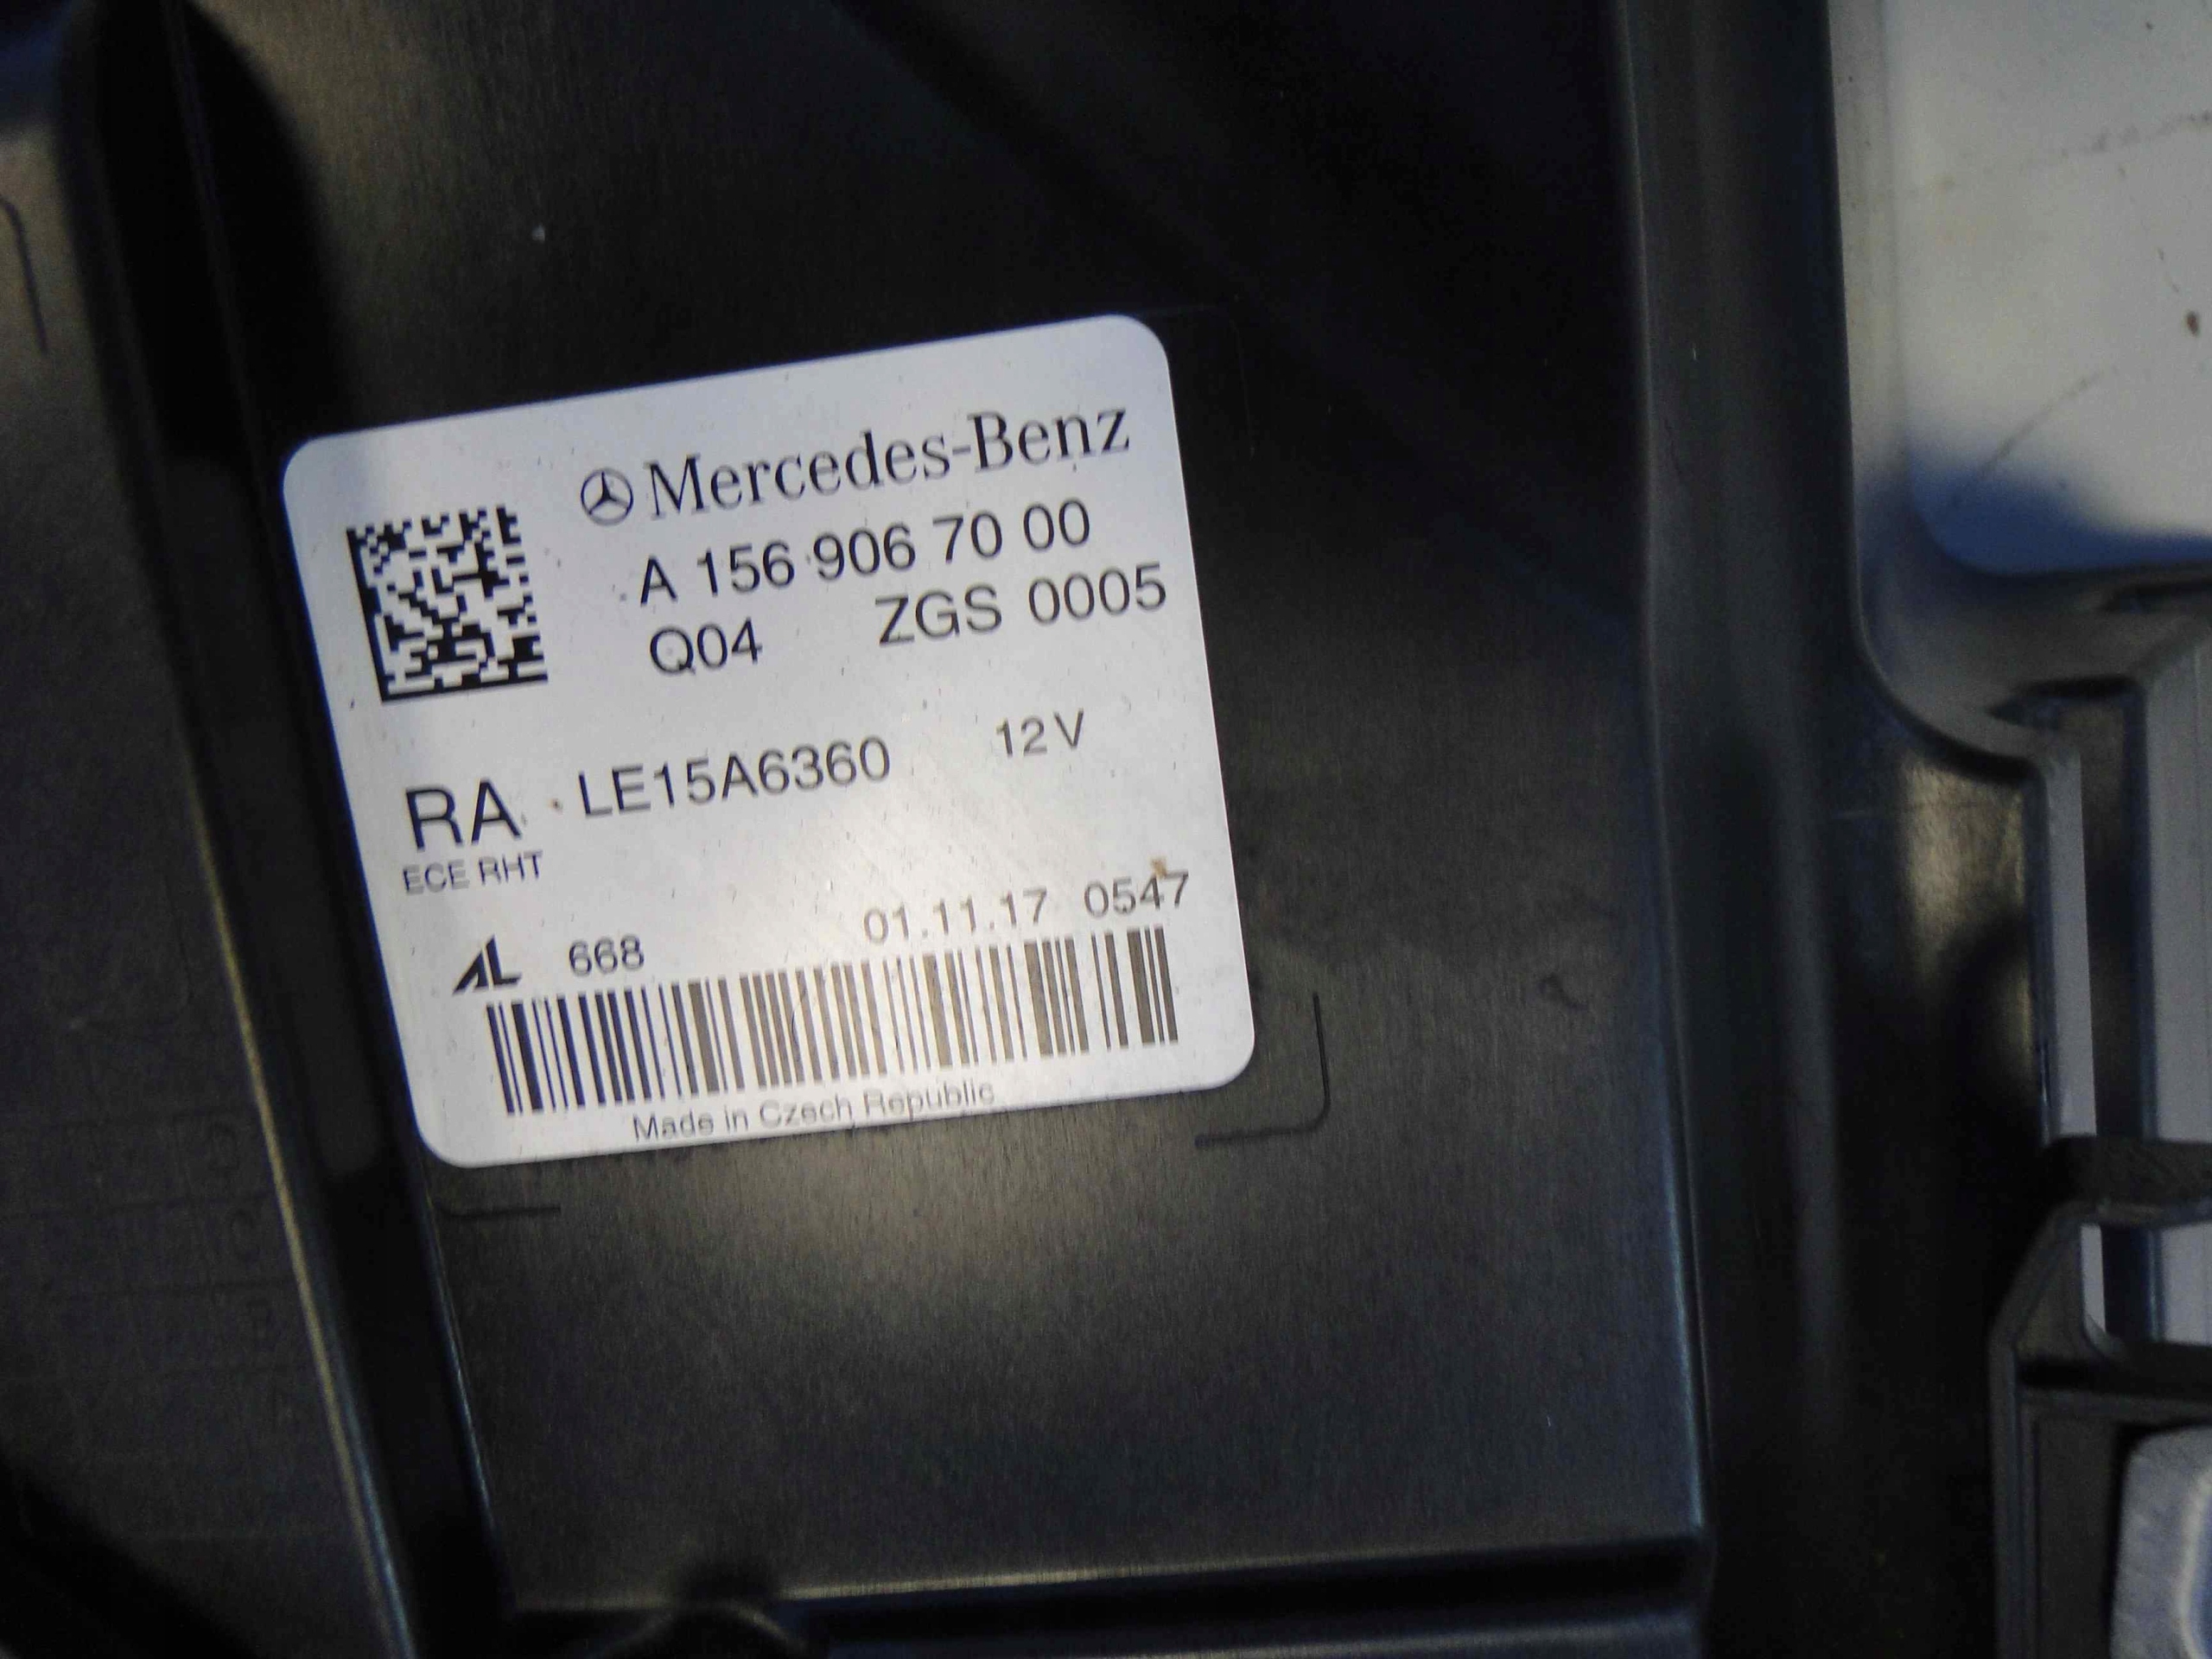 Mercedes-Benz
A 156 906 70 00
Q04 ZGS 0005
RA LE15A6360 12V
ECE RHT
AL 668 01.11.17 0547
Made in Czech Republic